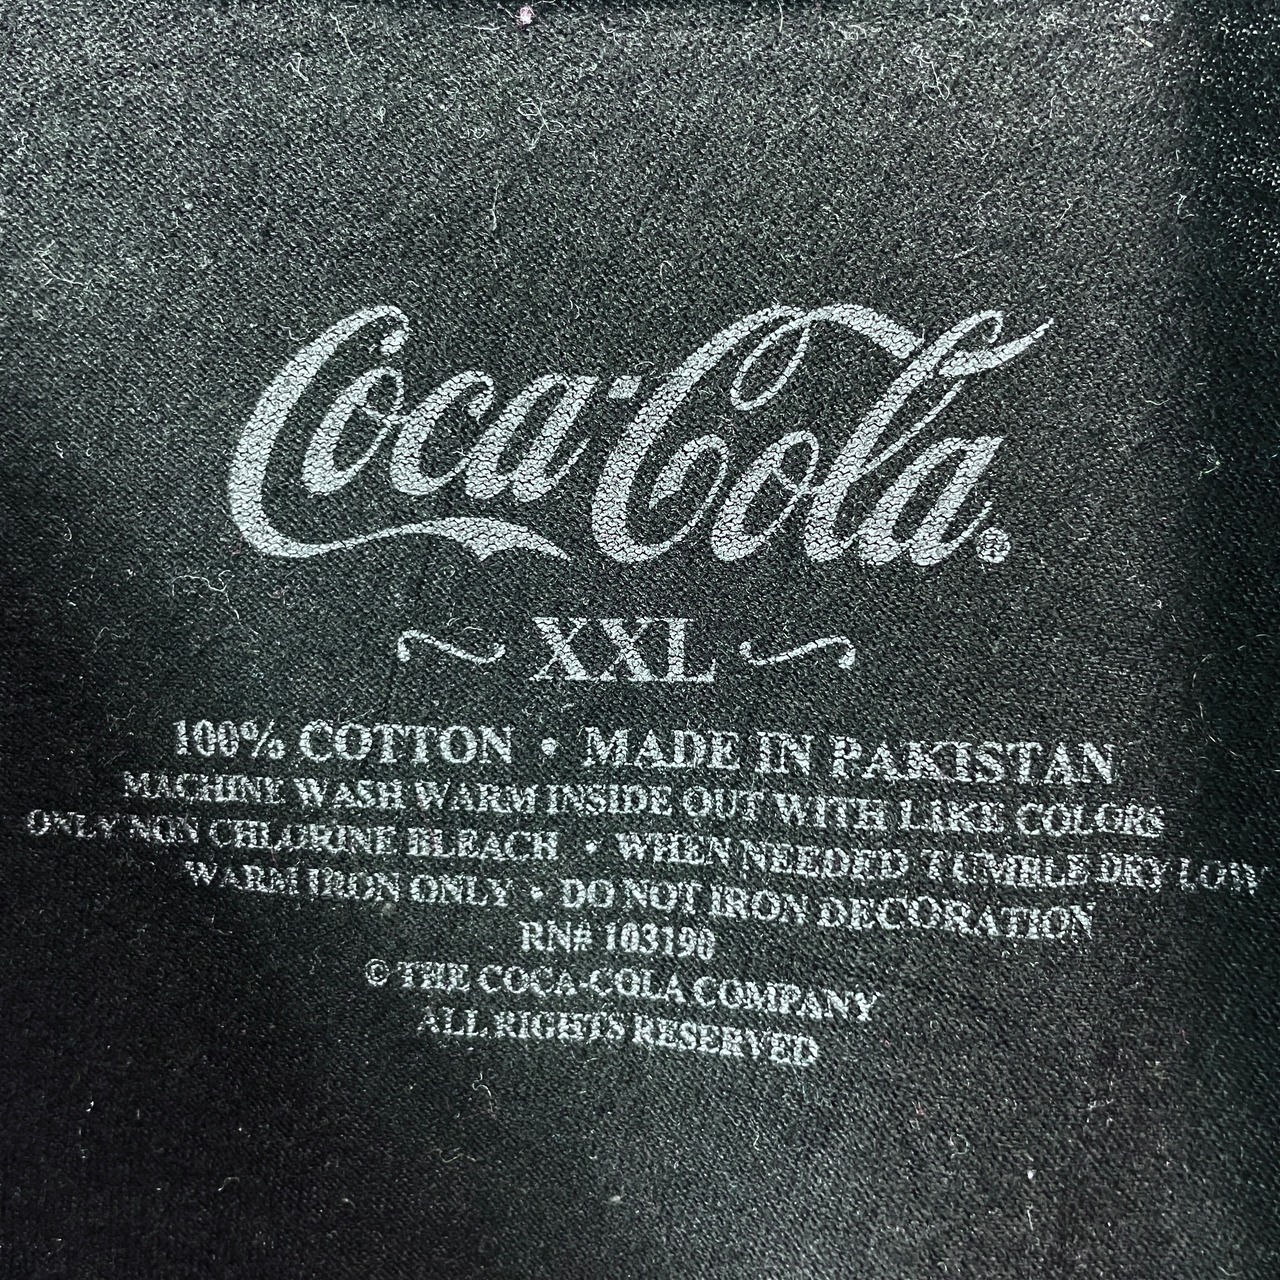 Coca-Cola®
XXL
100% COTTON • MADE IN PAKISTAN
MACHINE WASH WARM INSIDE OUT WITH LIKE COLORS
ONLY NON CHLORINE BLEACH • WHEN NEEDED TUMBLE DRY LOW
WARM IRON ONLY • DO NOT IRON DECORATION
RN# 103190
© THE COCA-COLA COMPANY
ALL RIGHTS RESERVED